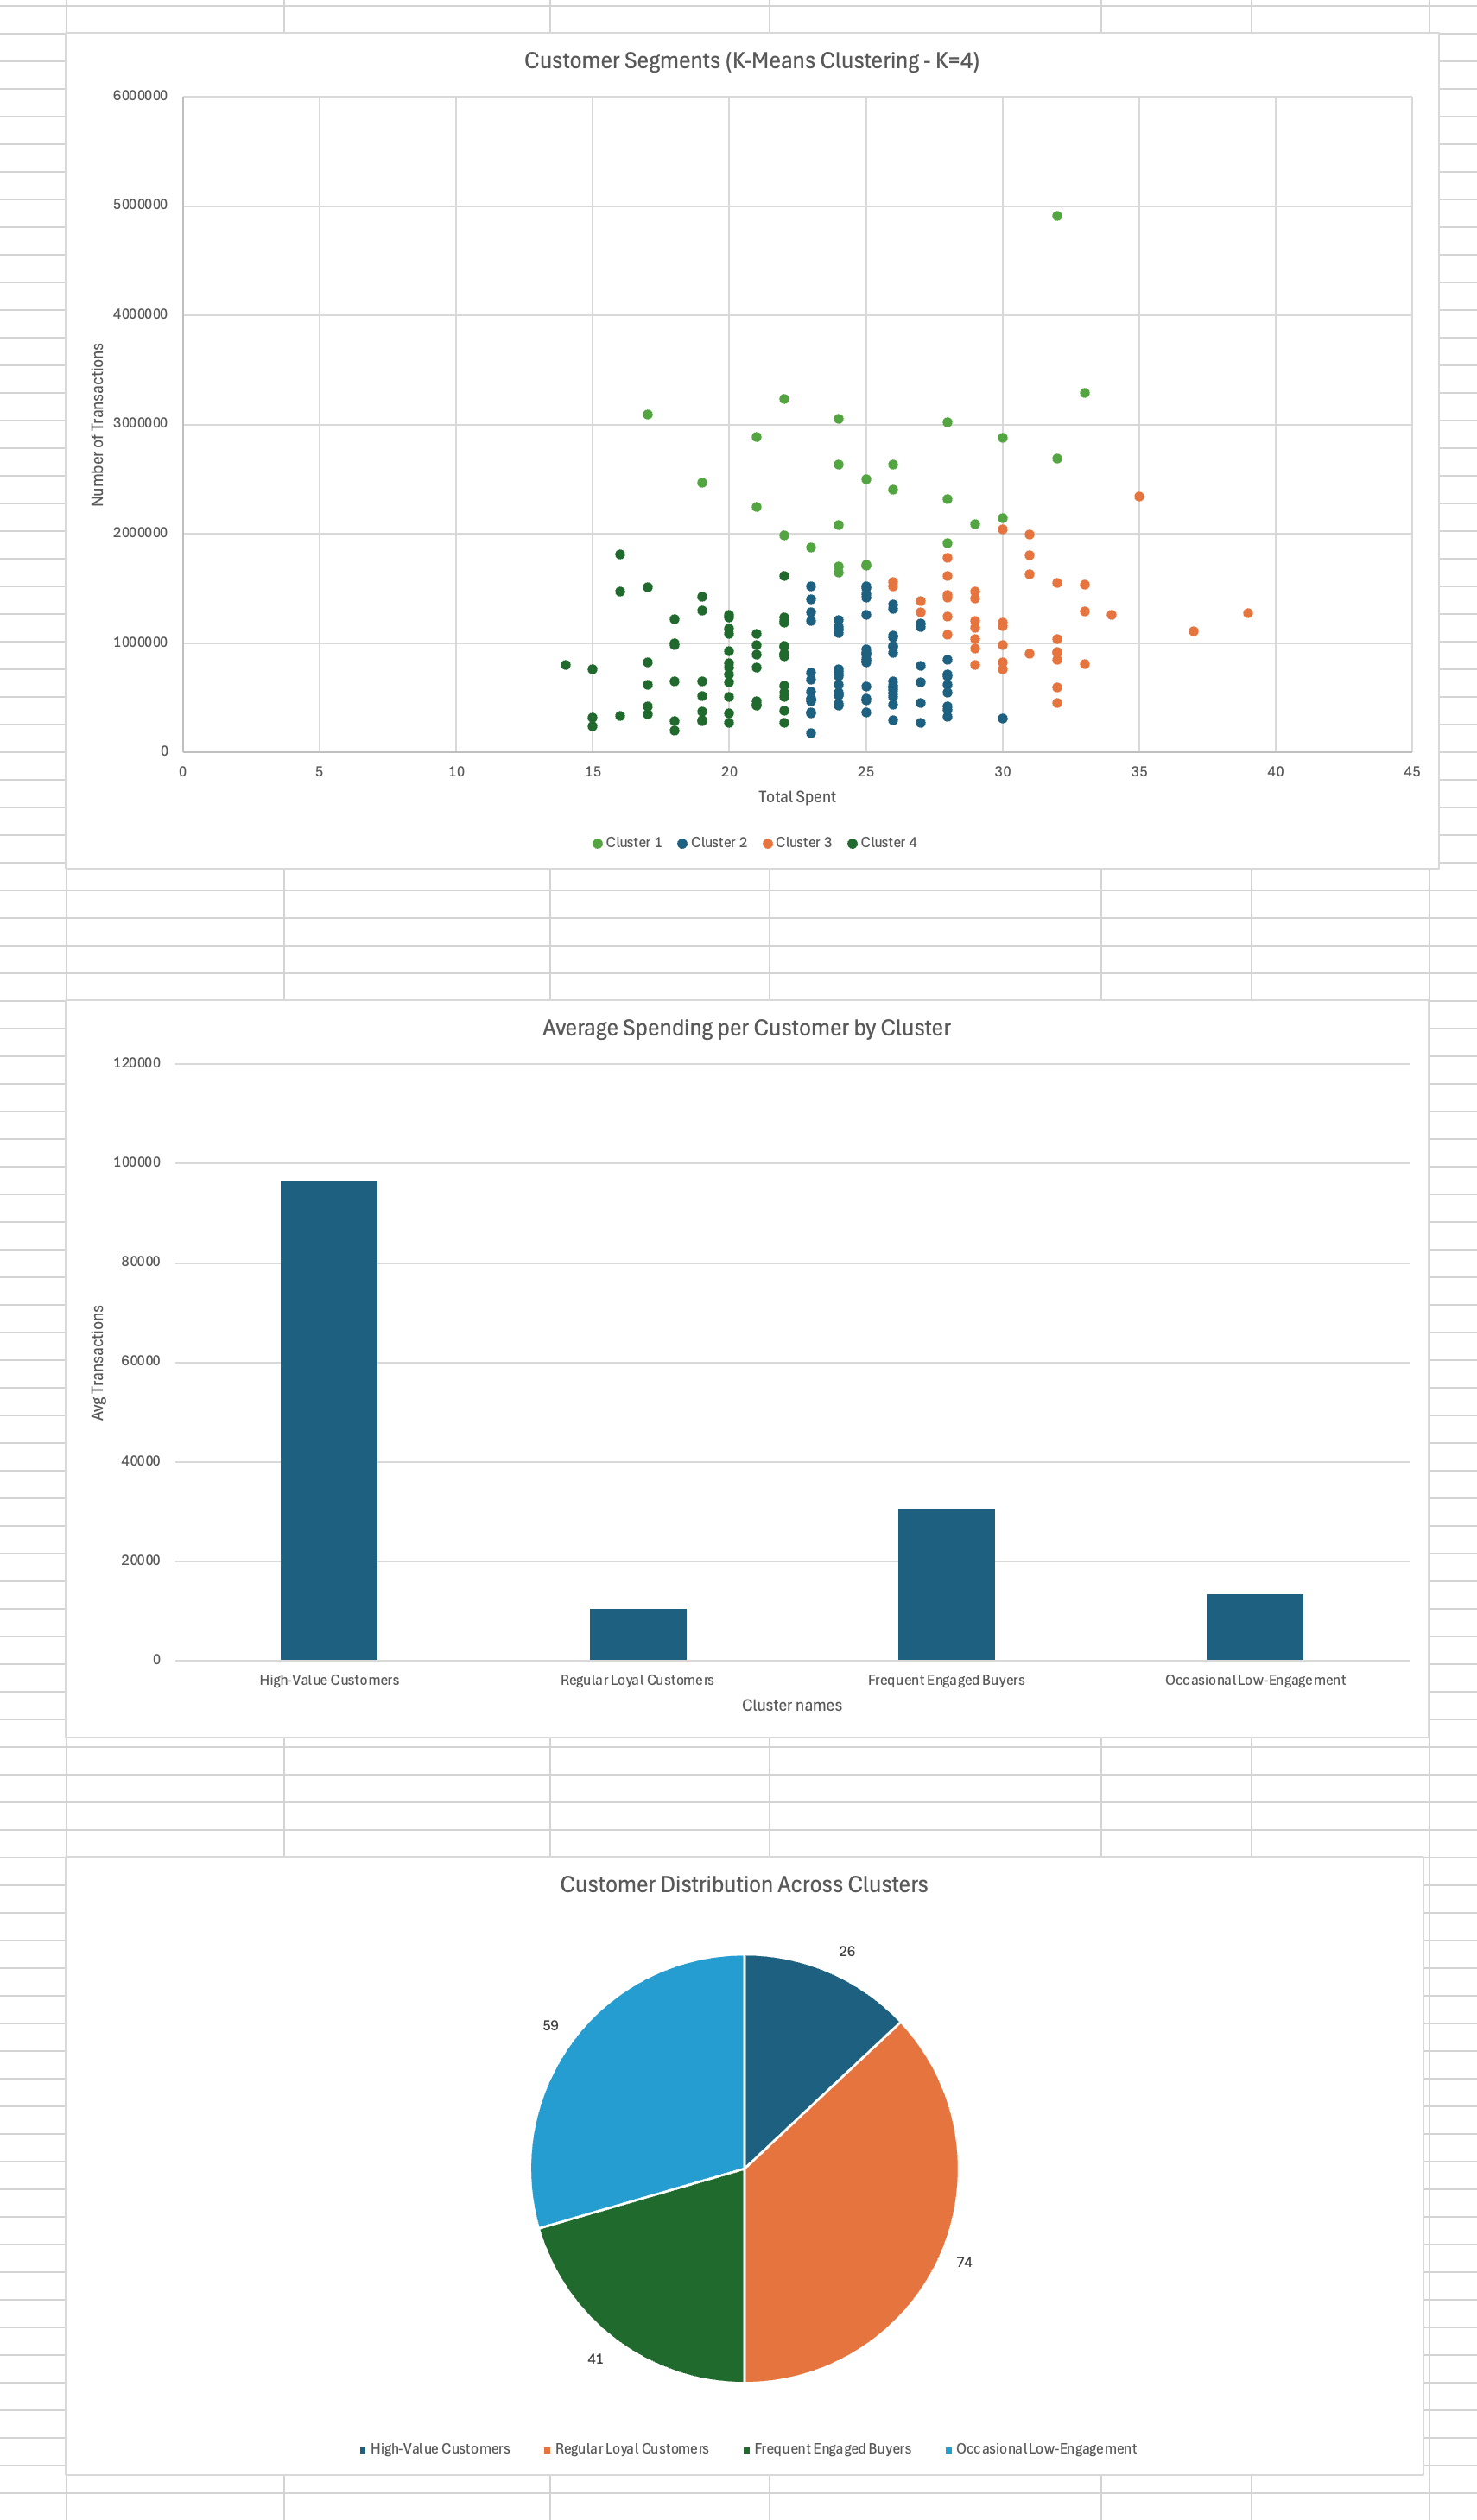 Customer Segments (K-Means Clustering - K=4)
6000000
5000000
4000000
3000000
2000000
1000000
0
Number of Transactions
0 5 10 15 20 25 30 35 40 45
Total Spent
Cluster 1 Cluster 2 Cluster 3 Cluster 4
Average Spending per Customer by Cluster
120000
100000
80000
60000
40000
20000
0
Avg Transactions
High-Value Customers Regular Loyal Customers Frequent Engaged Buyers Occasional Low-Engagement
Cluster names
Customer Distribution Across Clusters
26
59
74
41
High-Value Customers Regular Loyal Customers Frequent Engaged Buyers Occasional Low-Engagement